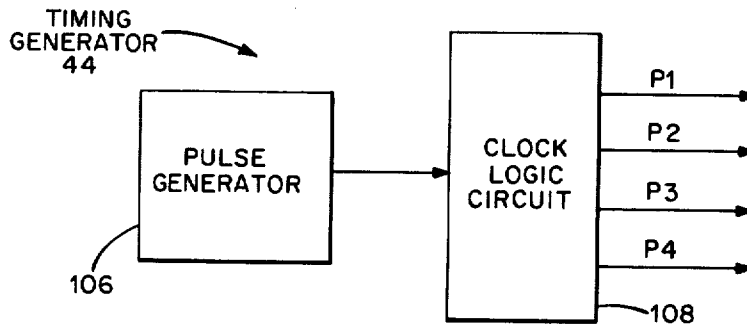 TIMING
GENERATOR
44
PULSE
GENERATOR
106
CLOCK
LOGIC
CIRCUIT
P1
P2
P3
P4
108